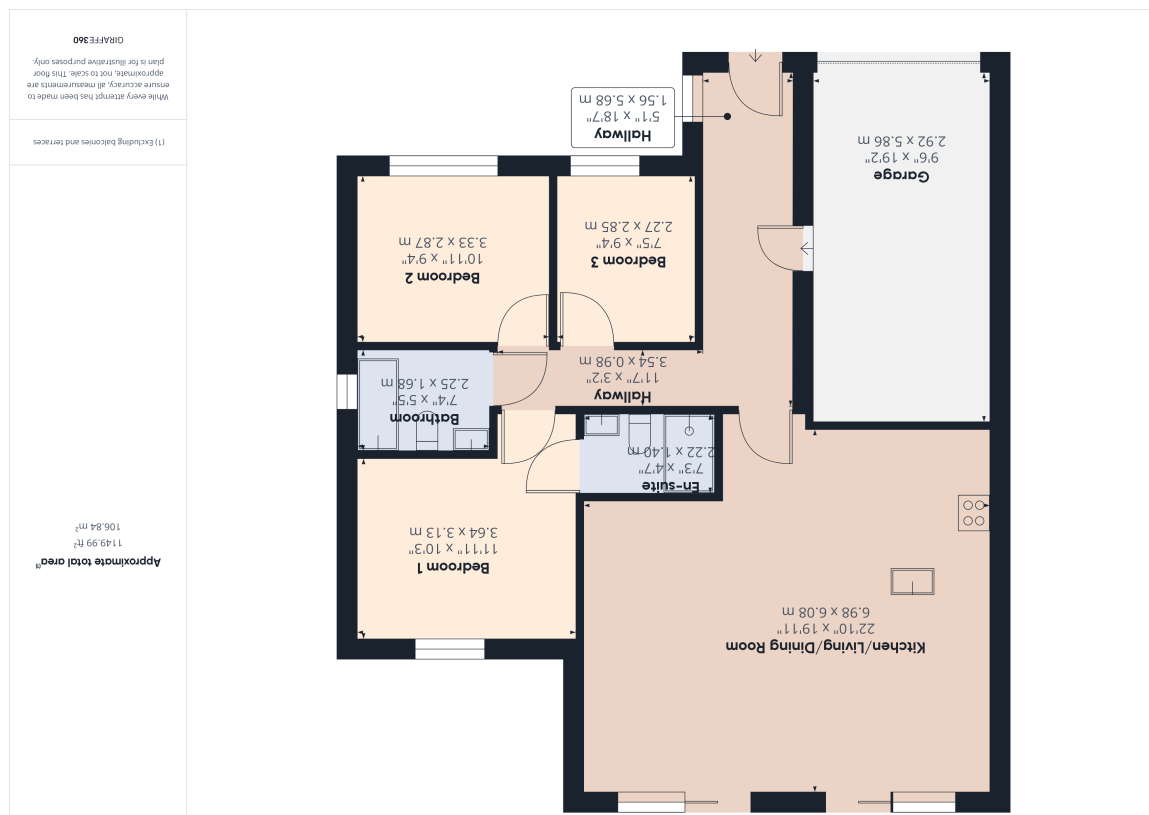 Kitchen/Living/Dining Room
22'10" x 19'11"
6.98 x 6.08 m
Bedroom 1
11'11" x 10'3"
3.64 x 3.13 m
En-suite
7'3" x 4'7"
2.22 x 1.40 m
Bathroom
7'4" x 5'5"
2.25 x 1.68 m
Hallway
11'7" x 3'2"
3.54 x 0.98 m
Bedroom 3
7'5" x 9'4"
2.27 x 2.85 m
Bedroom 2
10'11" x 9'4"
3.33 x 2.87 m
Garage
9'6" x 19'2"
2.92 x 5.86 m
Hallway
5'1" x 18'7"
1.56 x 5.68 m
Approximate total area⁽¹⁾
1149.99 ft²
106.84 m²
(1) Excluding balconies and terraces
While every attempt has been made to
ensure accuracy, all measurements are
approximate, not to scale. This floor
plan is for illustrative purposes only.
GIRAFFE360